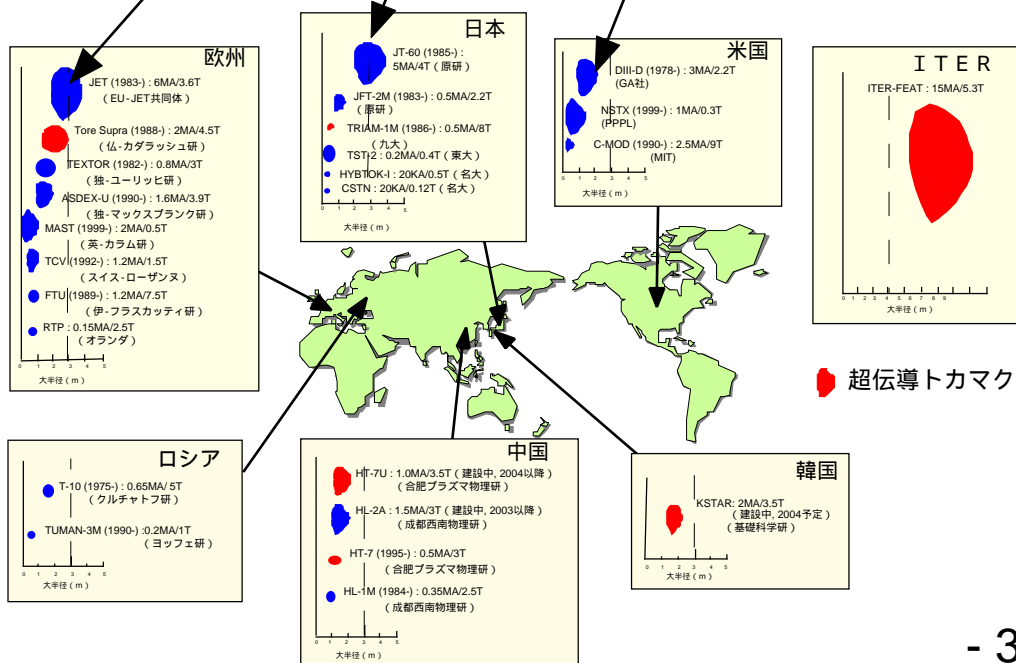 欧州
JET (1983-) : 6MA/3.6T
( EU-JET共同体 )
Tore Supra (1988-) : 2MA/4.5T
( 仏-カダラッシュ研 )
TEXTOR (1982-) : 0.8MA/3T
( 独-ユーリッヒ研 )
ASDEX-U (1990-) : 1.6MA/3.9T
( 独-マックスプランク研 )
MAST (1999-) : 2MA/0.5T
( 英-カラム研 )
TCV (1992-) : 1.2MA/1.5T
( スイス-ローザンヌ )
FTU (1989-) : 1.2MA/7.5T
( 伊-フラスカッティ研 )
RTP : 0.15MA/2.5T
( オランダ )
0 1 2 3 4 5
大半径 ( m )
日本
JT-60 (1985-) :
5MA/4T ( 原研 )
JFT-2M (1983-) : 0.5MA/2.2T
( 原研 )
TRIAM-1M (1986-) : 0.5MA/8T
( 九大 )
TST-2 : 0.2MA/0.4T ( 東大 )
HYBTOK-I : 20KA/0.5T ( 名大 )
CSTN : 20KA/0.12T ( 名大 )
0 1 2 3 4 5
大半径 ( m )
米国
DIII-D (1978-) : 3MA/2.2T
(GA社)
NSTX (1999-) : 1MA/0.3T
(PPPL)
C-MOD (1990-) : 2.5MA/9T
(MIT)
0 1 2 3 4 5
大半径 ( m )
ＩＴＥＲ
ITER-FEAT : 15MA/5.3T
0 1 2 3 4 5 6 7 8 9
大半径 ( m )
超伝導トカマク
ロシア
T-10 (1975-) : 0.65MA/ 5T
( クルチャトフ研 )
TUMAN-3M (1990-) :0.2MA/1T
( ヨッフェ研 )
0 1 2 3 4 5
大半径 ( m )
中国
HT-7U : 1.0MA/3.5T ( 建設中, 2004以降 )
( 合肥プラズマ物理研 )
HL-2A : 1.5MA/3T ( 建設中, 2003以降 )
( 成都西南物理研 )
HT-7 (1995-) : 0.5MA/3T
( 合肥プラズマ物理研 )
HL-1M (1984-) : 0.35MA/2.5T
( 成都西南物理研 )
0 1 2 3 4 5
大半径 ( m )
韓国
KSTAR: 2MA/3.5T
( 建設中, 2004予定 )
( 基礎科学研 )
0 1 2 3 4 5
大半径 ( m )
- 3